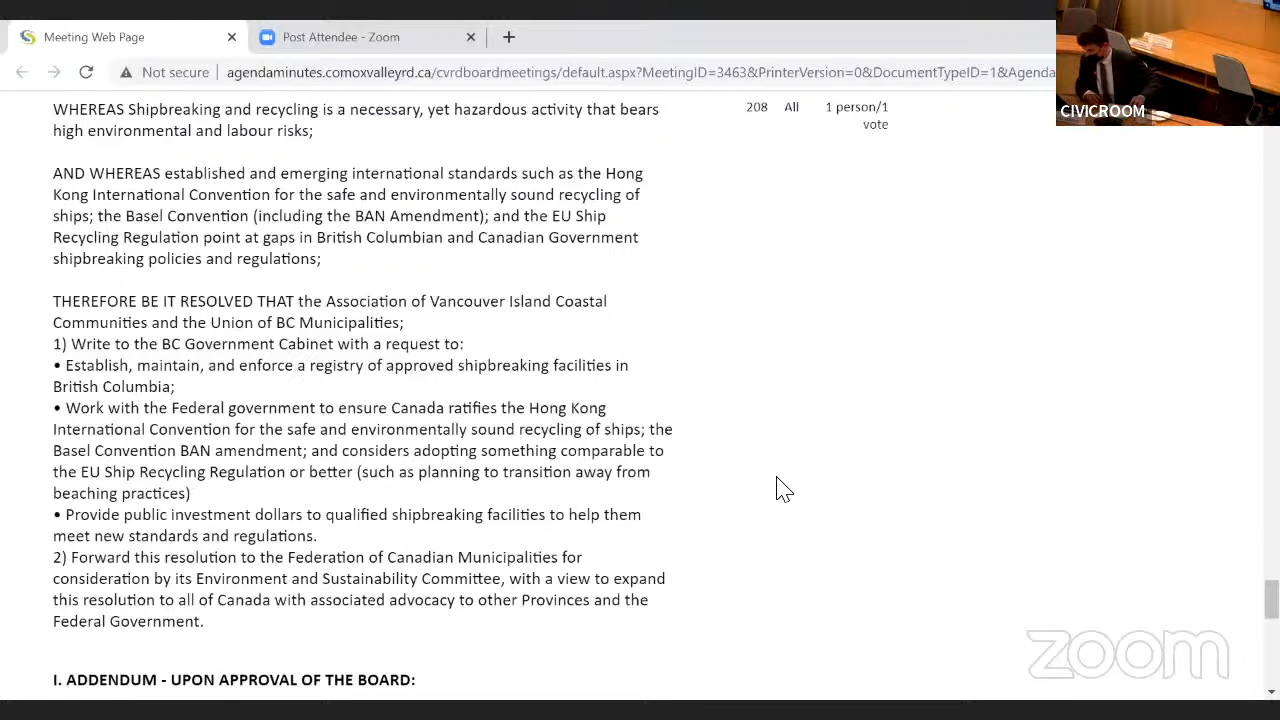 Meeting Web Page
Post Attendee - Zoom
Not secure
agendaminutes.comoxvalleyrd.ca/cvrdboardmeetings/default.aspx?MeetingID=3463&PrinterVersion=0&DocumentTypeID=1&Agend
CIVICROOM
WHEREAS Shipbreaking and recycling is a necessary, yet hazardous activity that bears
high environmental and labour risks;
208 All 1 person/1
vote
AND WHEREAS established and emerging international standards such as the Hong
Kong International Convention for the safe and environmentally sound recycling of
ships; the Basel Convention (including the BAN Amendment); and the EU Ship
Recycling Regulation point at gaps in British Columbian and Canadian Government
shipbreaking policies and regulations;
THEREFORE BE IT RESOLVED THAT the Association of Vancouver Island Coastal
Communities and the Union of BC Municipalities;
1) Write to the BC Government Cabinet with a request to:
• Establish, maintain, and enforce a registry of approved shipbreaking facilities in
British Columbia;
• Work with the Federal government to ensure Canada ratifies the Hong Kong
International Convention for the safe and environmentally sound recycling of ships; the
Basel Convention BAN amendment; and considers adopting something comparable to
the EU Ship Recycling Regulation or better (such as planning to transition away from
beaching practices)
• Provide public investment dollars to qualified shipbreaking facilities to help them
meet new standards and regulations.
2) Forward this resolution to the Federation of Canadian Municipalities for
consideration by its Environment and Sustainability Committee, with a view to expand
this resolution to all of Canada with associated advocacy to other Provinces and the
Federal Government.
I. ADDENDUM - UPON APPROVAL OF THE BOARD:
zoom